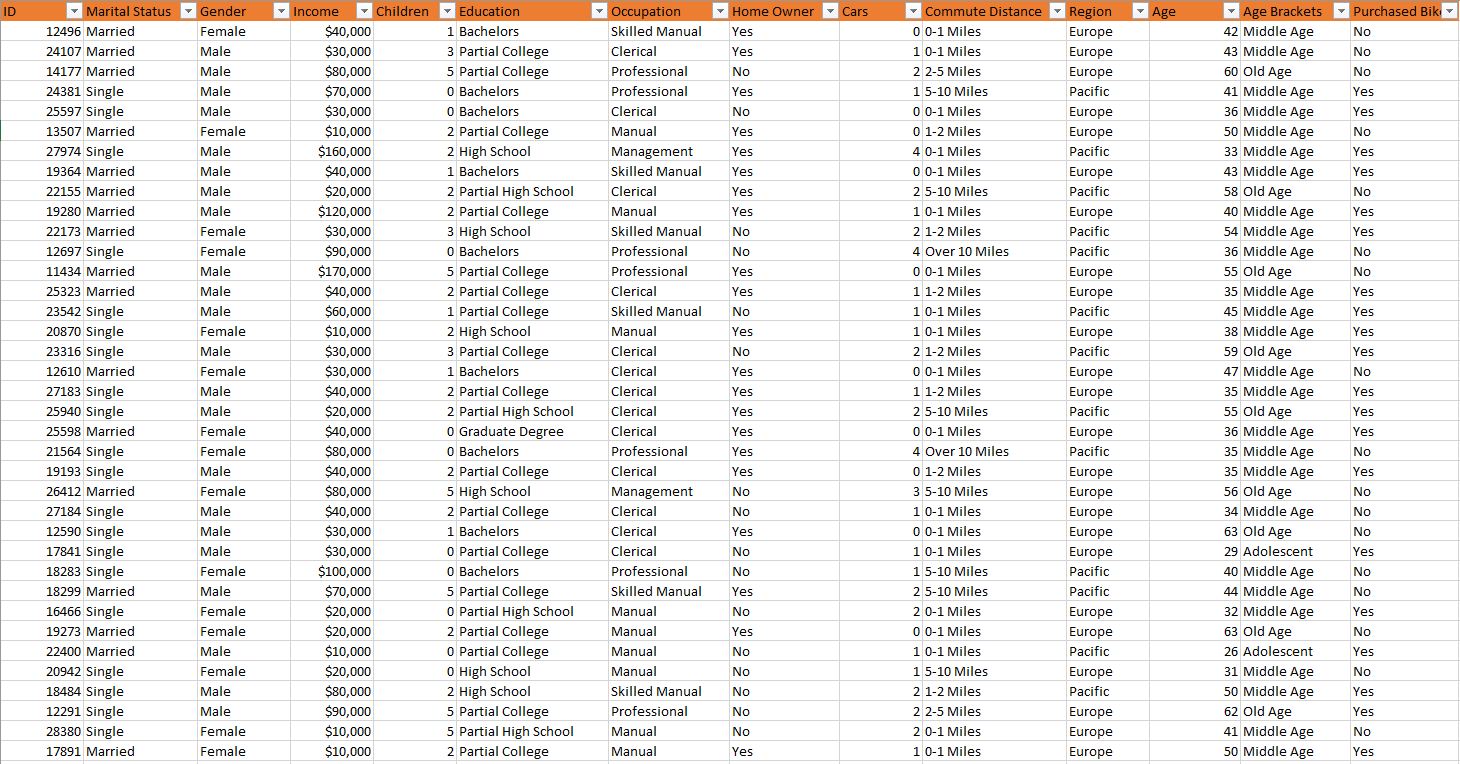 ID Marital Status Gender Income Children Education Occupation Home Owner Cars Commute Distance Region Age Age Brackets Purchased Bik
12496 Married Female $40,000 1 Bachelors Skilled Manual Yes 0 0-1 Miles Europe 42 Middle Age No
24107 Married Male $30,000 3 Partial College Clerical Yes 1 0-1 Miles Europe 43 Middle Age No
14177 Married Male $80,000 5 Partial College Professional No 2 2-5 Miles Europe 60 Old Age No
24381 Single Male $70,000 0 Bachelors Professional Yes 1 5-10 Miles Pacific 41 Middle Age Yes
25597 Single Male $30,000 0 Bachelors Clerical No 0 0-1 Miles Europe 36 Middle Age Yes
13507 Married Female $10,000 2 Partial College Manual Yes 0 1-2 Miles Europe 50 Middle Age No
27974 Single Male $160,000 2 High School Management Yes 4 0-1 Miles Pacific 33 Middle Age Yes
19364 Married Male $40,000 1 Bachelors Skilled Manual Yes 0 0-1 Miles Europe 43 Middle Age Yes
22155 Married Male $20,000 2 Partial High School Clerical Yes 2 5-10 Miles Pacific 58 Old Age No
19280 Married Male $120,000 2 Partial College Manual Yes 1 0-1 Miles Europe 40 Middle Age Yes
22173 Married Female $30,000 3 High School Skilled Manual No 2 1-2 Miles Pacific 54 Middle Age Yes
12697 Single Female $90,000 0 Bachelors Professional No 4 Over 10 Miles Pacific 36 Middle Age No
11434 Married Male $170,000 5 Partial College Professional Yes 0 0-1 Miles Europe 55 Old Age No
25323 Married Male $40,000 2 Partial College Clerical Yes 1 1-2 Miles Europe 35 Middle Age Yes
23542 Single Male $60,000 1 Partial College Skilled Manual No 1 0-1 Miles Pacific 45 Middle Age Yes
20870 Single Female $10,000 2 High School Manual Yes 1 0-1 Miles Europe 38 Middle Age Yes
23316 Single Male $30,000 3 Partial College Clerical No 2 1-2 Miles Pacific 59 Old Age Yes
12610 Married Female $30,000 1 Bachelors Clerical Yes 0 0-1 Miles Europe 47 Middle Age No
27183 Single Male $40,000 2 Partial College Clerical Yes 1 1-2 Miles Europe 35 Middle Age Yes
25940 Single Male $20,000 2 Partial High School Clerical Yes 2 5-10 Miles Pacific 55 Old Age Yes
25598 Married Female $40,000 0 Graduate Degree Clerical Yes 0 0-1 Miles Europe 36 Middle Age Yes
21564 Single Female $80,000 0 Bachelors Professional Yes 4 Over 10 Miles Pacific 35 Middle Age No
19193 Single Male $40,000 2 Partial College Clerical Yes 0 1-2 Miles Europe 35 Middle Age Yes
26412 Married Female $80,000 5 High School Management No 3 5-10 Miles Europe 56 Old Age No
27184 Single Male $40,000 2 Partial College Clerical No 1 0-1 Miles Europe 34 Middle Age No
12590 Single Male $30,000 1 Bachelors Clerical Yes 0 0-1 Miles Europe 63 Old Age No
17841 Single Male $30,000 0 Partial College Clerical No 1 0-1 Miles Europe 29 Adolescent Yes
18283 Single Female $100,000 0 Bachelors Professional No 1 5-10 Miles Pacific 40 Middle Age No
18299 Married Male $70,000 5 Partial College Skilled Manual Yes 2 5-10 Miles Pacific 44 Middle Age No
16466 Single Female $20,000 0 Partial High School Manual No 2 0-1 Miles Europe 32 Middle Age Yes
19273 Married Female $20,000 2 Partial College Manual Yes 0 0-1 Miles Europe 63 Old Age No
22400 Married Male $10,000 0 Partial College Manual No 1 0-1 Miles Pacific 26 Adolescent Yes
20942 Single Female $20,000 0 High School Manual No 1 5-10 Miles Europe 31 Middle Age No
18484 Single Male $80,000 2 High School Skilled Manual No 2 1-2 Miles Pacific 50 Middle Age Yes
12291 Single Male $90,000 5 Partial College Professional No 2 2-5 Miles Europe 62 Old Age Yes
28380 Single Female $10,000 5 Partial High School Manual No 2 0-1 Miles Europe 41 Middle Age No
17891 Married Female $10,000 2 Partial College Manual Yes 1 0-1 Miles Europe 50 Middle Age Yes